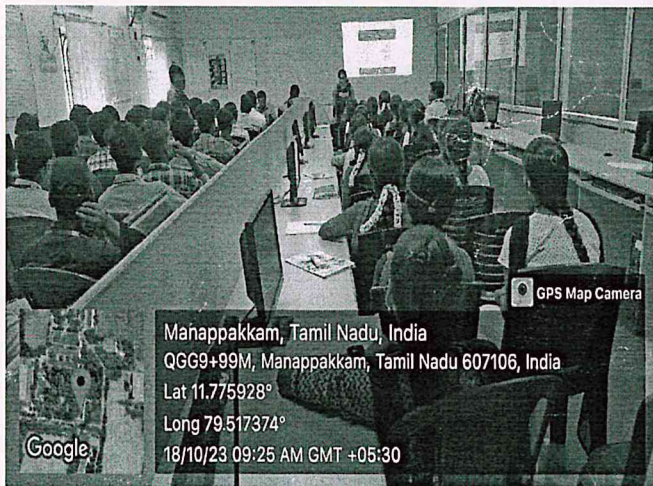 GPS Map Camera
Manappakkam, Tamil Nadu, India
QGG9+99M, Manappakkam, Tamil Nadu 607106, India
Lat 11.775928°
Long 79.517374°
18/10/23 09:25 AM GMT +05:30
Google